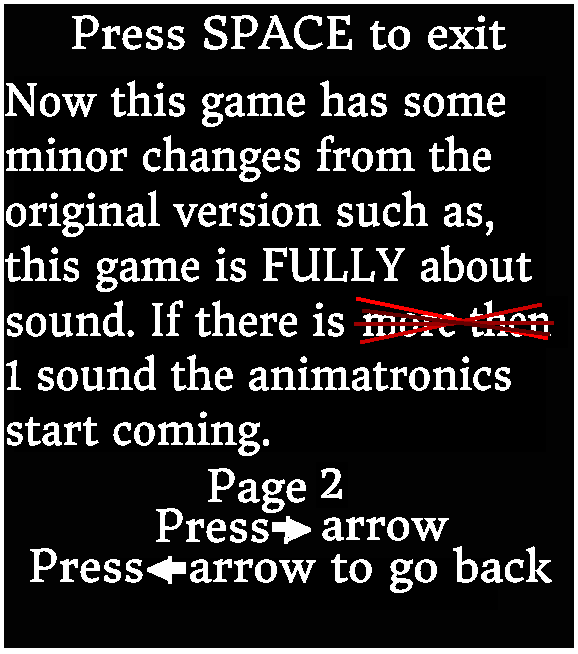 Press SPACE to exit
Now this game has some
minor changes from the
original version such as,
this game is FULLY about
sound. If there is more then
1 sound the animatronics
start coming.
Page 2
Press➡ arrow
Press⬅arrow to go back